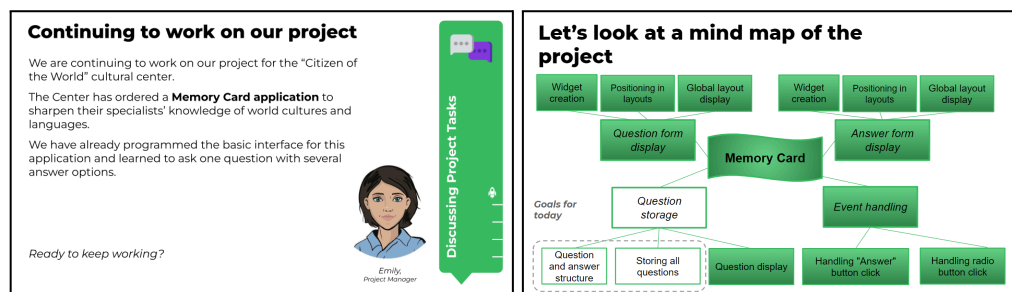 Continuing to work on our project
We are continuing to work on our project for the “Citizen of
the World” cultural center.
The Center has ordered a Memory Card application to
sharpen their specialists’ knowledge of world cultures and
languages.
We have already programmed the basic interface for this
application and learned to ask one question with several
answer options.
Ready to keep working?
Emily,
Project Manager
Discussing Project Tasks
Let’s look at a mind map of the
project
Widget
creation
Positioning in
layouts
Global layout
display
Widget
creation
Positioning in
layouts
Global layout
display
Question form
display
Answer form
display
Memory Card
Goals for
today
Question
storage
Event handling
Question
and answer
structure
Storing all
questions
Question display
Handling "Answer"
button click
Handling radio
button click